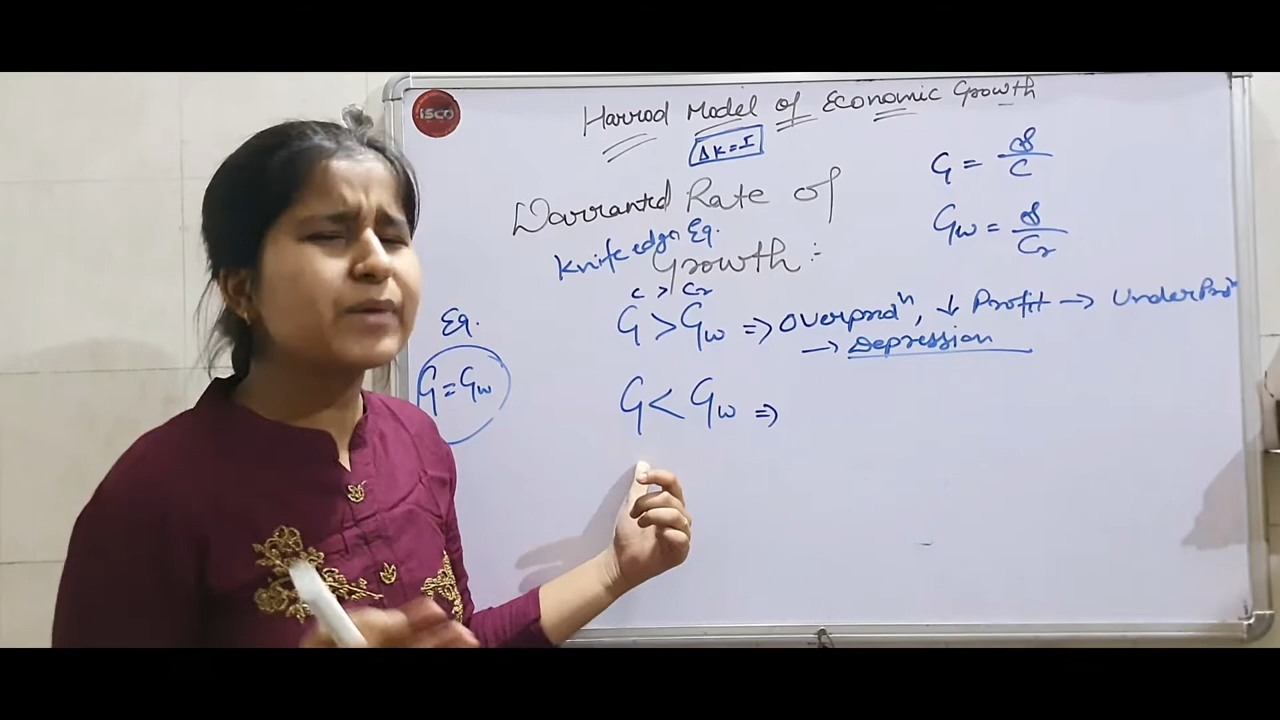 isco
Harrod Model of Economic Growth
ΔK=I
G = s/C
Warranted Rate of
Growth:-
Gw = s/Cr
Knife edge Eq.
C > Cr
G > Gw => Overprodⁿ, ↓ Profit → UnderProⁿ
→ Depression
Eq.
G = Gw
G < Gw =>